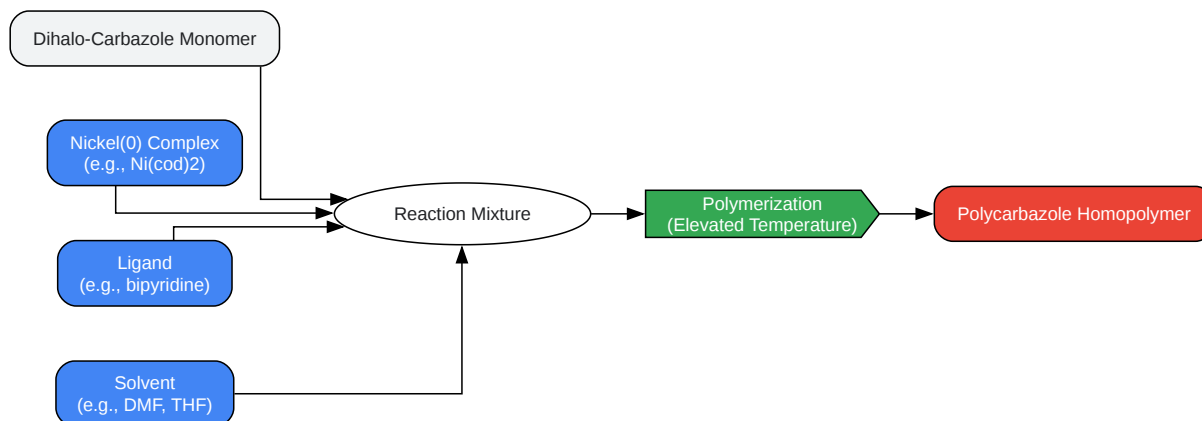 Dihalo-Carbazole Monomer
Nickel(0) Complex
(e.g., Ni(cod)2)
Ligand
(e.g., bipyridine)
Solvent
(e.g., DMF, THF)
Reaction Mixture
Polymerization
(Elevated Temperature)
Polycarbazole Homopolymer